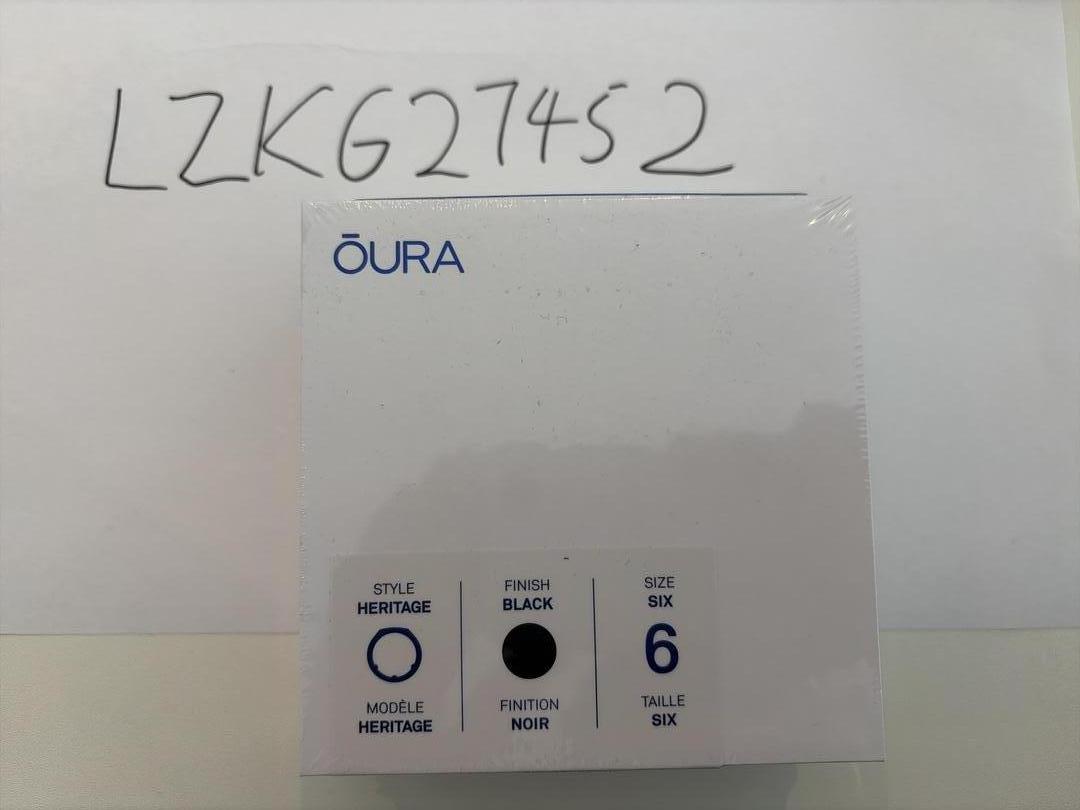 LZKG27452
ŌURA
STYLE
HERITAGE
MODÈLE
HERITAGE
FINISH
BLACK
FINITION
NOIR
SIZE
SIX
6
TAILLE
SIX